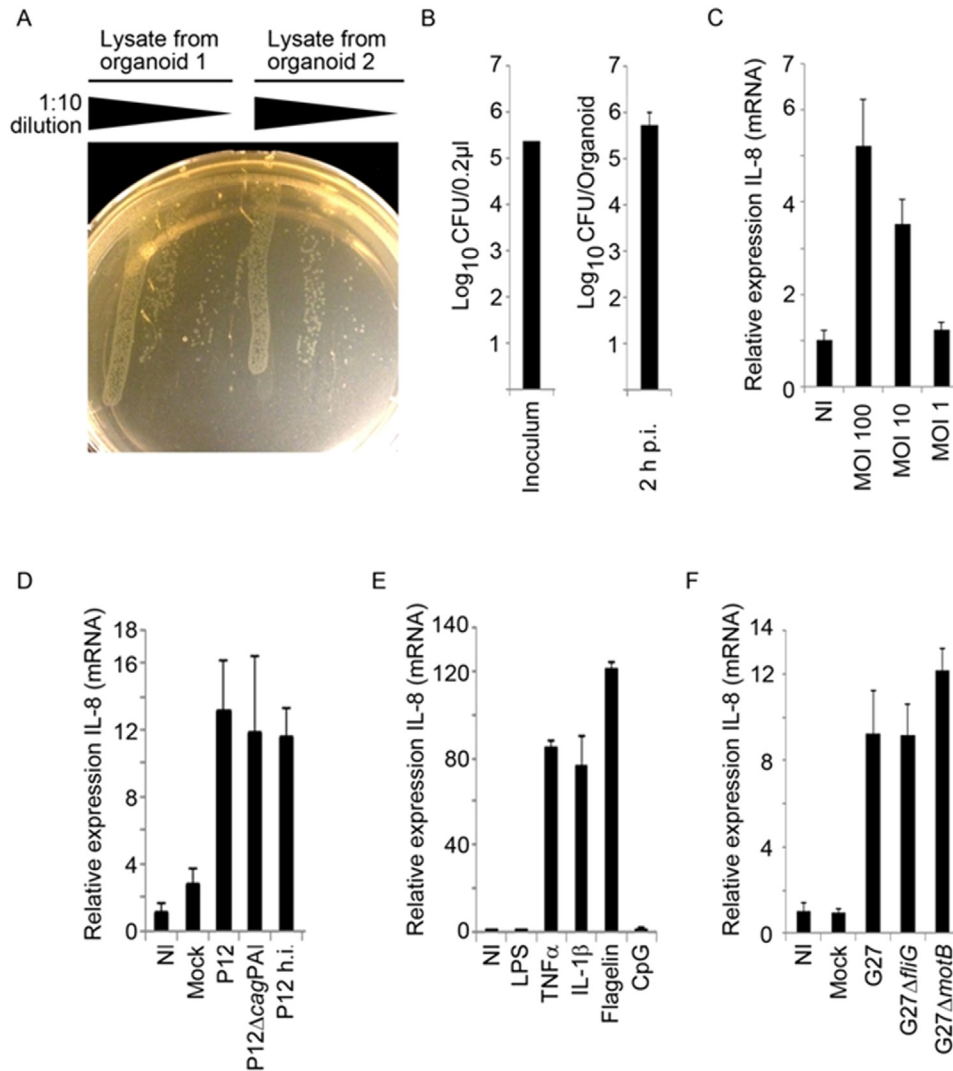 A
Lysate from
organoid 1
Lysate from
organoid 2
1:10
dilution
B
Log10CFU/0.2µl
7
6
5
4
3
2
1
Inoculum
Log10CFU/Organoid
7
6
5
4
3
2
1
2 h p.i.
C
Relative expression IL-8 (mRNA)
7
6
4
2
0
NI
MOI 100
MOI 10
MOI 1
D
Relative expression IL-8 (mRNA)
18
16
12
8
4
0
NI
Mock
P12
P12ΔcagPAI
P12 h.i.
E
Relative expression IL-8 (mRNA)
140
120
80
40
0
NI
LPS
TNFα
IL-1β
Flagelin
CpG
F
Relative expression IL-8 (mRNA)
14
12
8
4
0
NI
Mock
G27
G27ΔfliG
G27ΔmotB